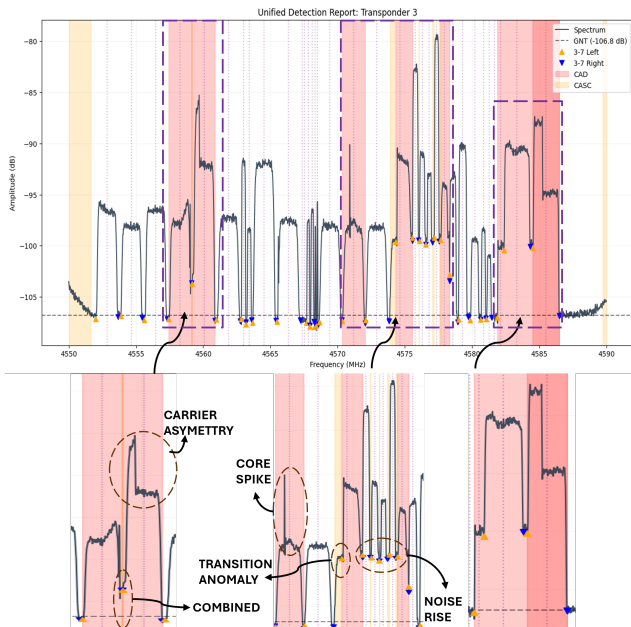 Unified Detection Report: Transponder 3
Spectrum
GNT (-106.8 dB)
3-7 Left
3-7 Right
CAD
CASC
Amplitude (dB)
−80
−85
−90
−95
−100
−105
4550
4555
4560
4565
4570
4575
4580
4585
4590
Frequency (MHz)
CARRIER
ASYMETTRY
CORE
SPIKE
TRANSITION
ANOMALY
COMBINED
NOISE
RISE